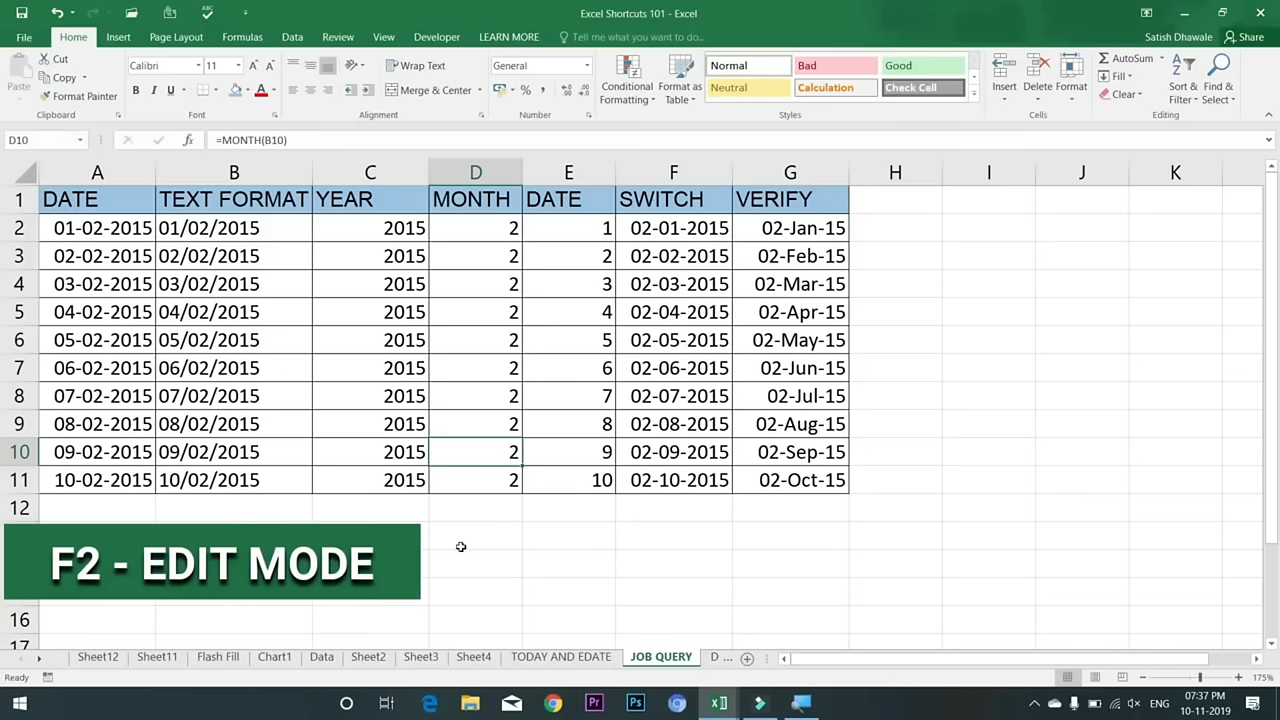 Excel Shortcuts 101 - Excel
File Home Insert Page Layout Formulas Data Review View Developer LEARN MORE Tell me what you want to do... Satish Dhawale Share
Paste Cut Copy Format Painter
Calibri 11
B I U A
Wrap Text
Merge & Center
General
% ,
Conditional Formatting Format as Table
Normal Bad Good
Neutral Calculation Check Cell
Insert Delete Format
AutoSum
Fill
Clear
Sort & Filter Find & Select
Clipboard Font Alignment Number Styles Cells Editing
D10 fx =MONTH(B10)
A B C D E F G H I J K
1 DATE TEXT FORMAT YEAR MONTH DATE SWITCH VERIFY
2 01-02-2015 01/02/2015 2015 2 1 02-01-2015 02-Jan-15
3 02-02-2015 02/02/2015 2015 2 2 02-02-2015 02-Feb-15
4 03-02-2015 03/02/2015 2015 2 3 02-03-2015 02-Mar-15
5 04-02-2015 04/02/2015 2015 2 4 02-04-2015 02-Apr-15
6 05-02-2015 05/02/2015 2015 2 5 02-05-2015 02-May-15
7 06-02-2015 06/02/2015 2015 2 6 02-06-2015 02-Jun-15
8 07-02-2015 07/02/2015 2015 2 7 02-07-2015 02-Jul-15
9 08-02-2015 08/02/2015 2015 2 8 02-08-2015 02-Aug-15
10 09-02-2015 09/02/2015 2015 2 9 02-09-2015 02-Sep-15
11 10-02-2015 10/02/2015 2015 2 10 02-10-2015 02-Oct-15
12
F2 - EDIT MODE
16
17
Sheet12 Sheet11 Flash Fill Chart1 Data Sheet2 Sheet3 Sheet4 TODAY AND EDATE JOB QUERY D ...
Ready 175%
Pr Ps ENG 07:37 PM
10-11-2019